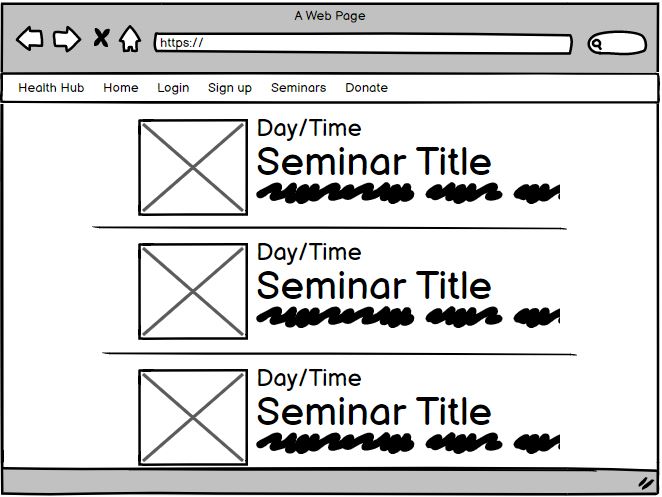 A Web Page
https://
Health Hub Home Login Sign up Seminars Donate
Day/Time
Seminar Title
Day/Time
Seminar Title
Day/Time
Seminar Title